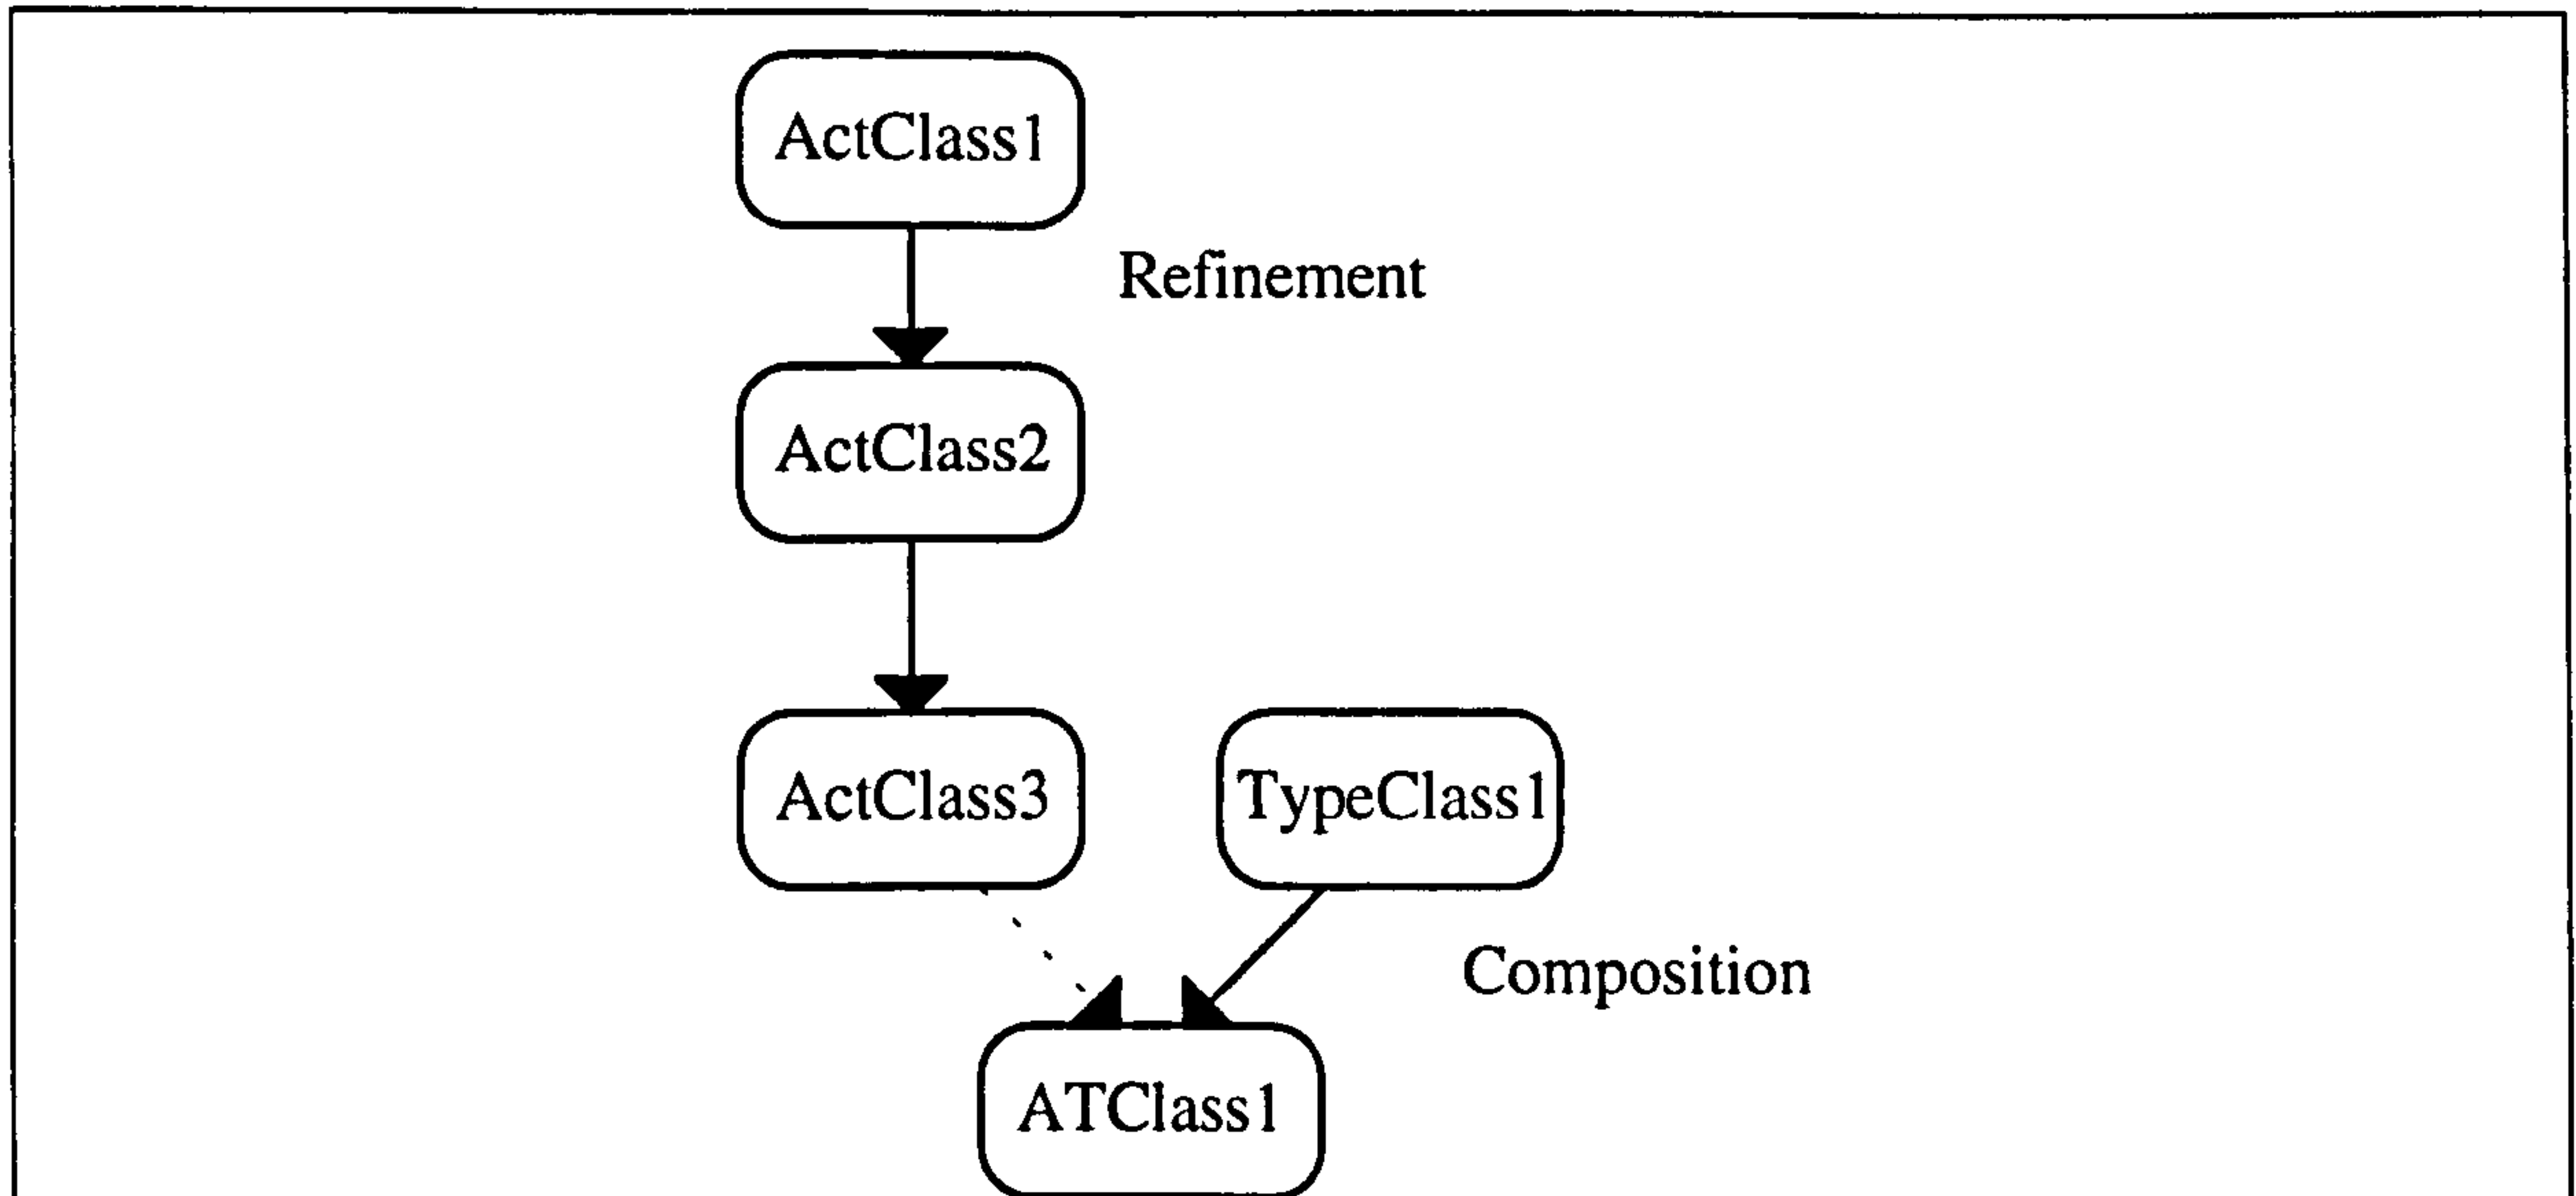 ActClass1
Refinement
ActClass2
ActClass3
TypeClass1
Composition
ATClass1